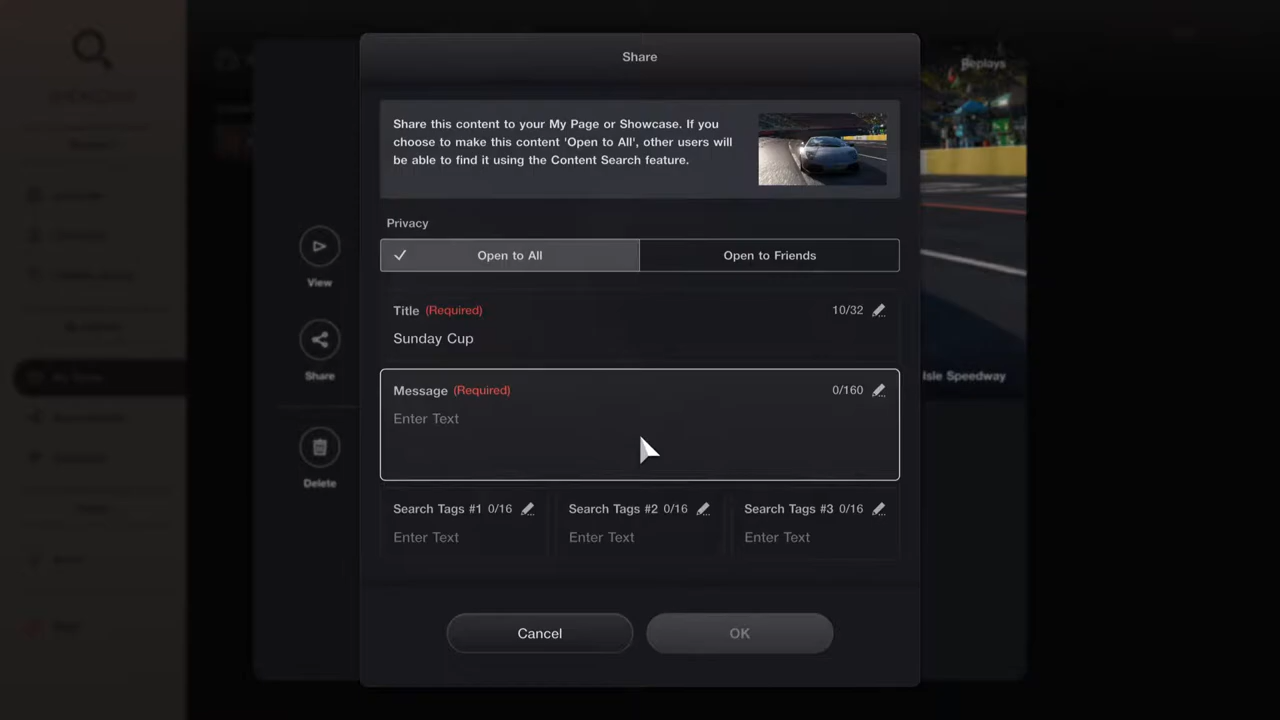 Share
Replays
Share this content to your My Page or Showcase. If you
choose to make this content 'Open to All', other users will
be able to find it using the Content Search feature.
Privacy
Open to All
Open to Friends
View
Title (Required) 10/32
Sunday Cup
Share
Isle Speedway
Message (Required) 0/160
Enter Text
Delete
Search Tags #1 0/16
Search Tags #2 0/16
Search Tags #3 0/16
Enter Text
Enter Text
Enter Text
Cancel
OK